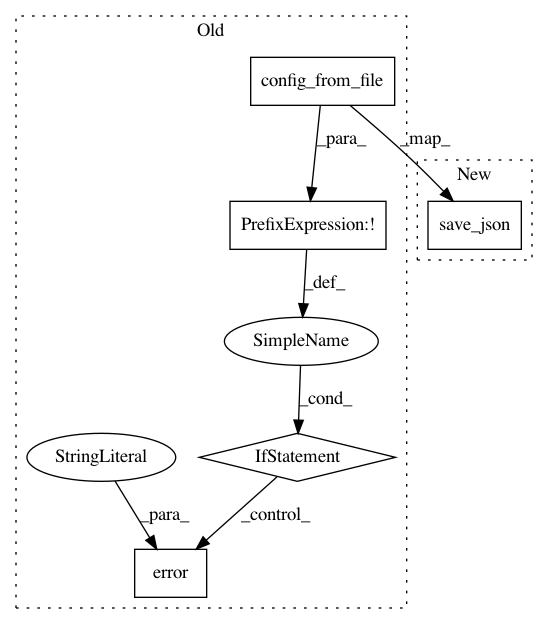 Old
config_from_file
_para_
_map_
New
PrefixExpression:!
save_json
_def_
SimpleName
_cond_
StringLiteral
IfStatement
_para_
_control_
error